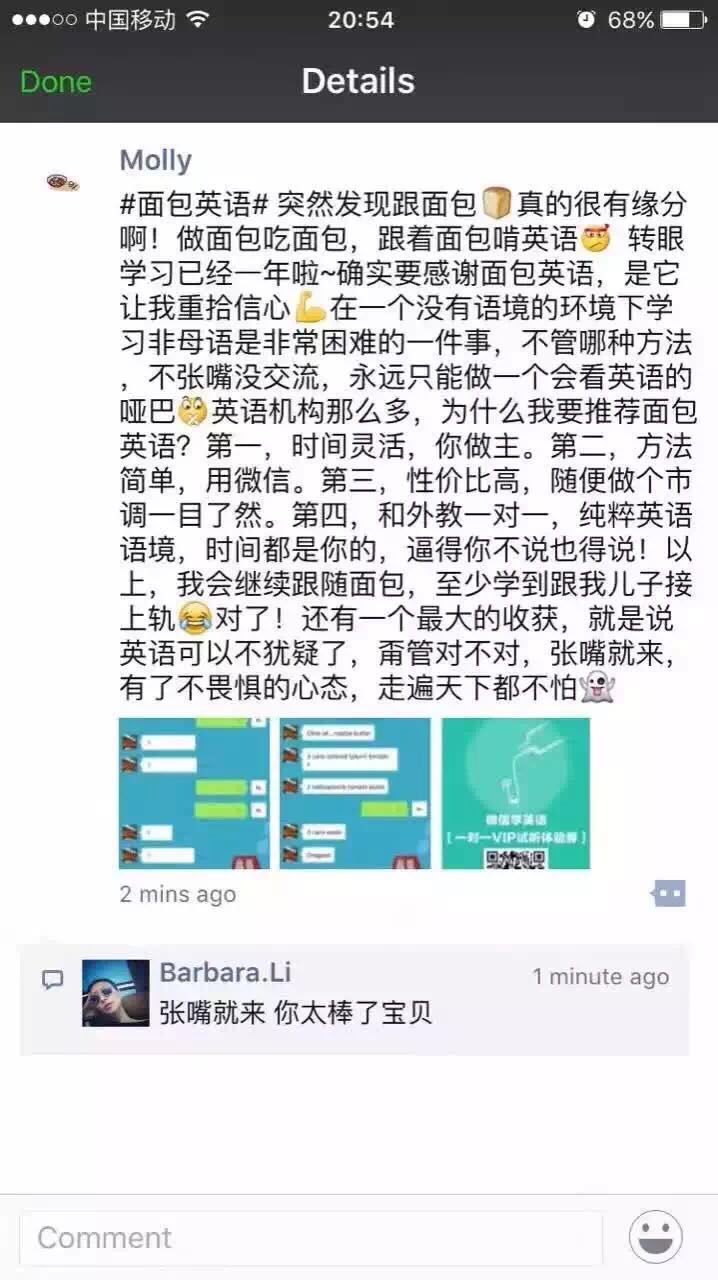 中国移动
20:54
68%
Done
Details
Molly
#面包英语# 突然发现跟面包🍞真的很有缘分
啊！做面包吃面包，跟着面包啃英语 转眼
学习已经一年啦~确实要感谢面包英语，是它
让我重拾信心💪在一个没有语境的环境下学
习非母语是非常困难的一件事，不管哪种方法
，不张嘴没交流，永远只能做一个会看英语的
哑巴🤫英语机构那么多，为什么我要推荐面包
英语？第一，时间灵活，你做主。第二，方法
简单，用微信。第三，性价比高，随便做个市
调一目了然。第四，和外教一对一，纯粹英语
语境，时间都是你的，逼得你不说也得说！以
上，我会继续跟随面包，至少学到跟我儿子接
上轨😂对了！还有一个最大的收获，就是说
英语可以不犹疑了，甭管对不对，张嘴就来，
有了不畏惧的心态，走遍天下都不怕👻
微信学英语
[一对一VIP试听体验券]
2 mins ago
Barbara.Li
1 minute ago
张嘴就来 你太棒了宝贝
Comment